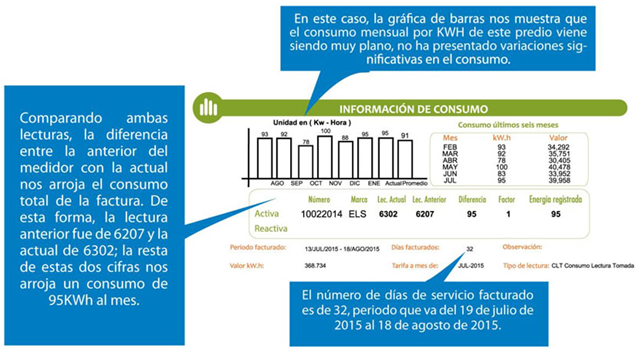 En este caso, la gráfica de barras nos muestra que
el consumo mensual por KWH de este predio viene
siendo muy plano, no ha presentado variaciones sig-
nificativas en el consumo.
Comparando ambas
lecturas, la diferencia
entre la anterior del
medidor con la actual
nos arroja el consumo
total de la factura. De
esta forma, la lectura
anterior fue de 6207 y la
actual de 6302; la resta
de estas dos cifras nos
arroja un consumo de
95KWh al mes.
INFORMACIÓN DE CONSUMO
Unidad en ( Kw - Hora )
93 92 78 100 88 95 95 91
AGO SEP OCT NOV DIC ENE Actual Promedio
Consumo últimos seis meses
Mes kW.h Valor
FEB 93 34,292
MAR 92 35,751
ABR 78 30,405
MAY 100 40,478
JUN 83 33,952
JUL 95 39,958
Número Marca Lec. Actual Lec. Anterior Diferencia Factor Energía registrada
Activa 10022014 ELS 6302 6207 95 1 95
Reactiva
Periodo facturado: 13/JUL/2015 - 18/AGO/2015 Días facturados: 32 Observación:
Valor kW.h: 368.734 Tarifa a mes de: JUL-2015 Tipo de lectura: CLT Consumo Lectura Tomada
El número de días de servicio facturado
es de 32, periodo que va del 19 de julio de
2015 al 18 de agosto de 2015.